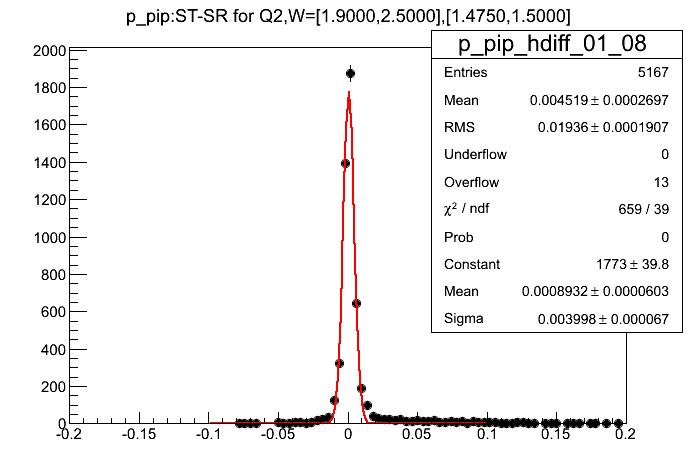 p_pip:ST-SR for Q2,W=[1.9000,2.5000],[1.4750,1.5000]
p_pip_hdiff_01_08
Entries 5167
Mean 0.004519 ± 0.0002697
RMS 0.01936 ± 0.0001907
Underflow 0
Overflow 13
χ² / ndf 659 / 39
Prob 0
Constant 1773 ± 39.8
Mean 0.0008932 ± 0.0000603
Sigma 0.003998 ± 0.000067
2000
1800
1600
1400
1200
1000
800
600
400
200
0
-0.2 -0.15 -0.1 -0.05 0 0.05 0.1 0.15 0.2